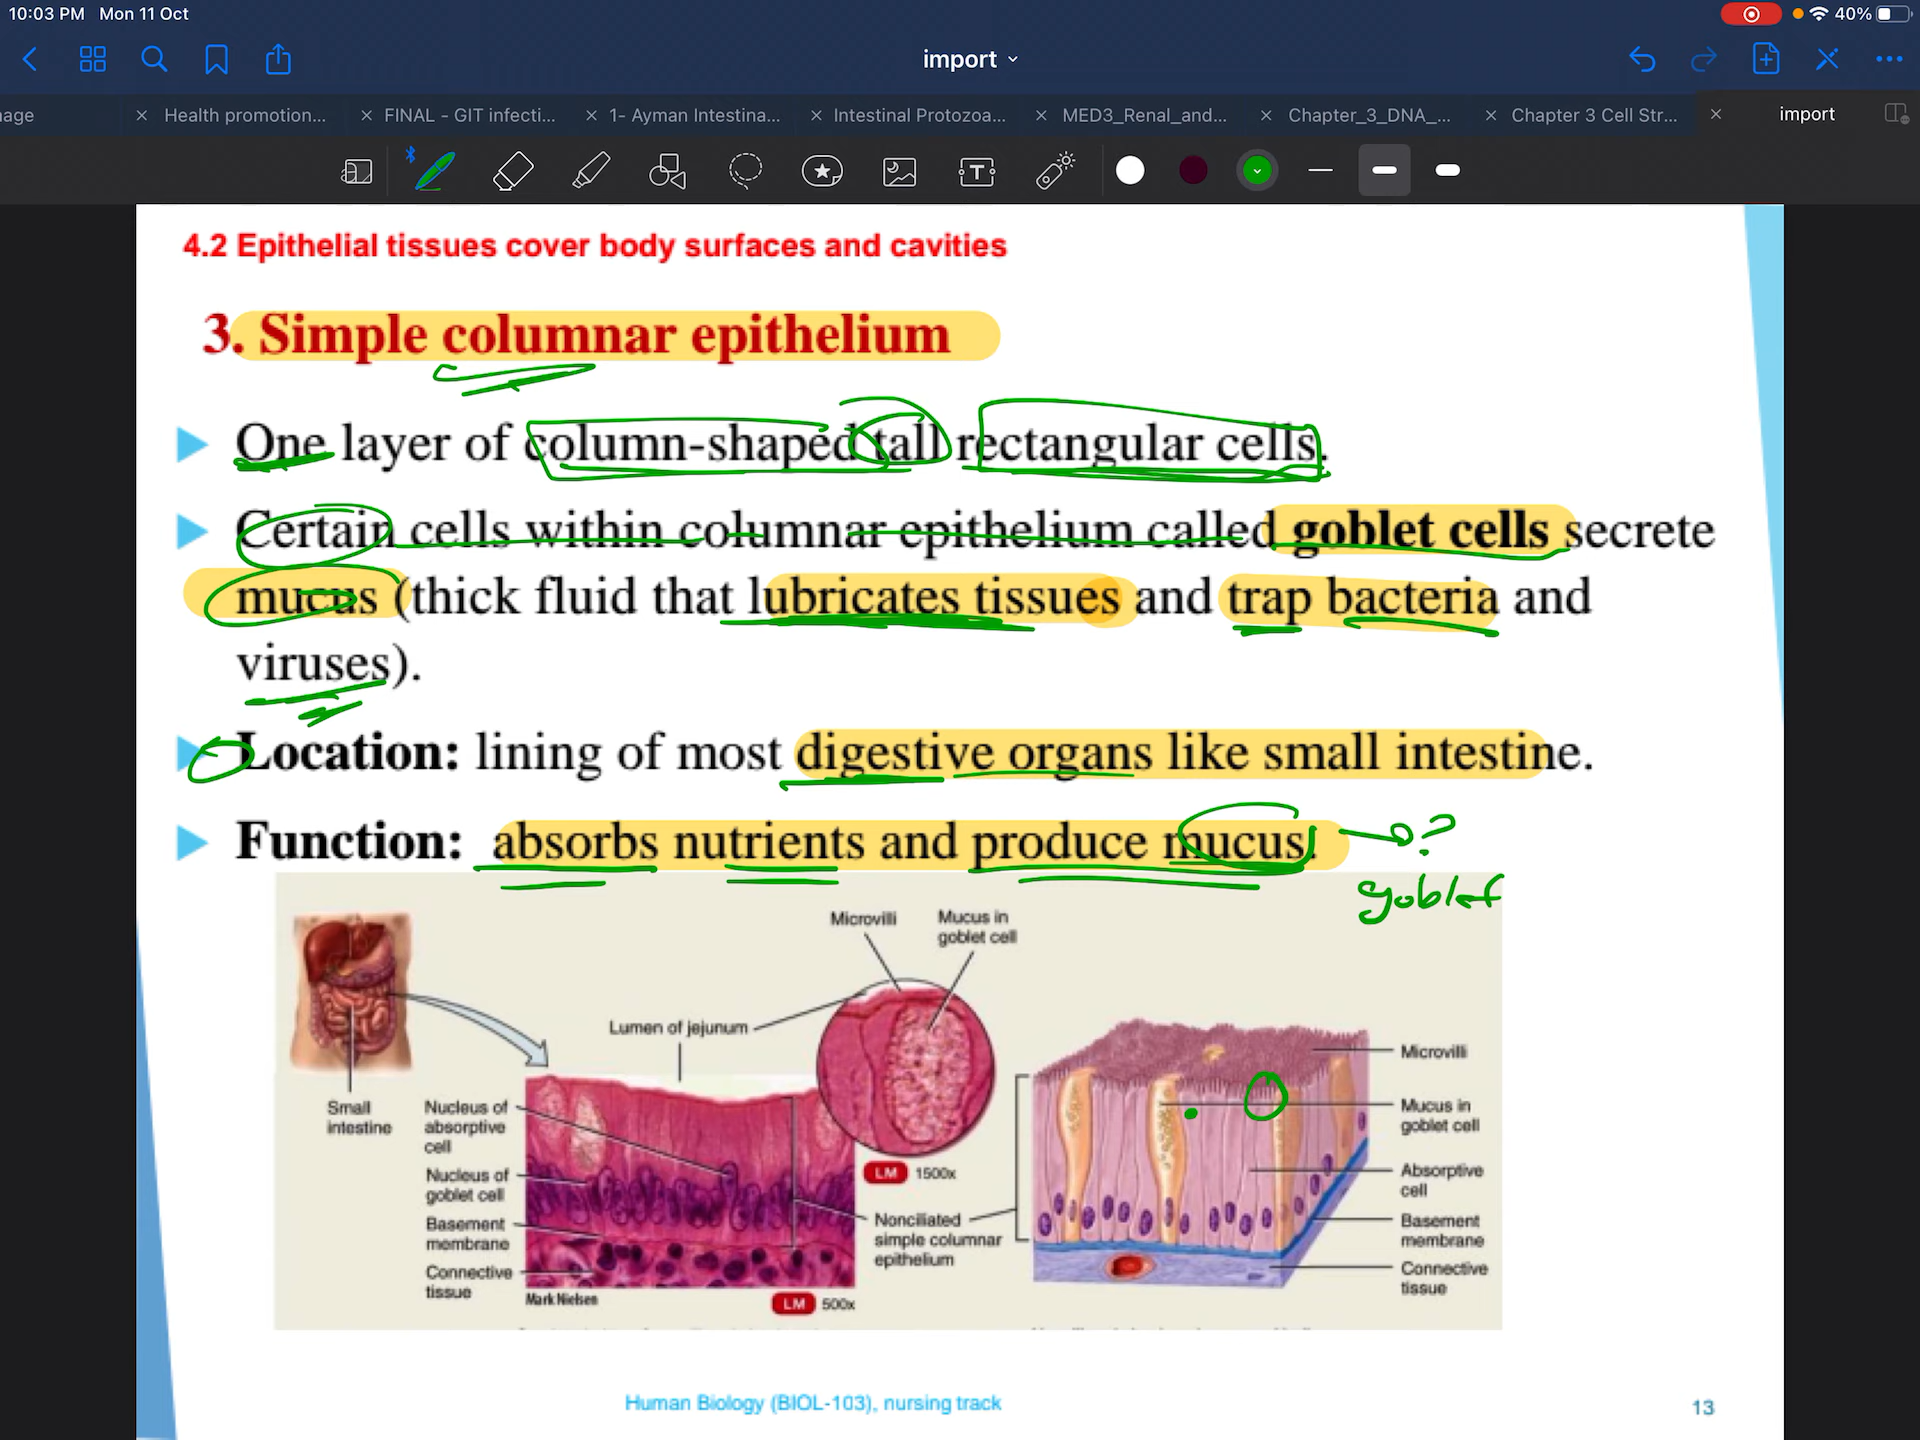 10:03 PM Mon 11 Oct
40%
import
nage
Health promotion...
FINAL - GIT infecti...
1- Ayman Intestina...
Intestinal Protozoa...
MED3_Renal_and...
Chapter_3_DNA_...
Chapter 3 Cell Str...
import
4.2 Epithelial tissues cover body surfaces and cavities
3. Simple columnar epithelium
One layer of column-shaped tall rectangular cells.
Certain cells within columnar epithelium called goblet cells secrete
mucus (thick fluid that lubricates tissues and trap bacteria and
viruses).
Location: lining of most digestive organs like small intestine.
Function: absorbs nutrients and produce mucus.
?
goblet
Microvilli
Mucus in
goblet cell
Lumen of jejunum
Small
intestine
Nucleus of
absorptive
cell
Nucleus of
goblet cell
Basement
membrane
Connective
tissue
Mark Nielsen
LM 500x
LM 1500x
Nonciliated
simple columnar
epithelium
Microvilli
Mucus in
goblet cell
Absorptive
cell
Basement
membrane
Connective
tissue
Human Biology (BIOL-103), nursing track
13